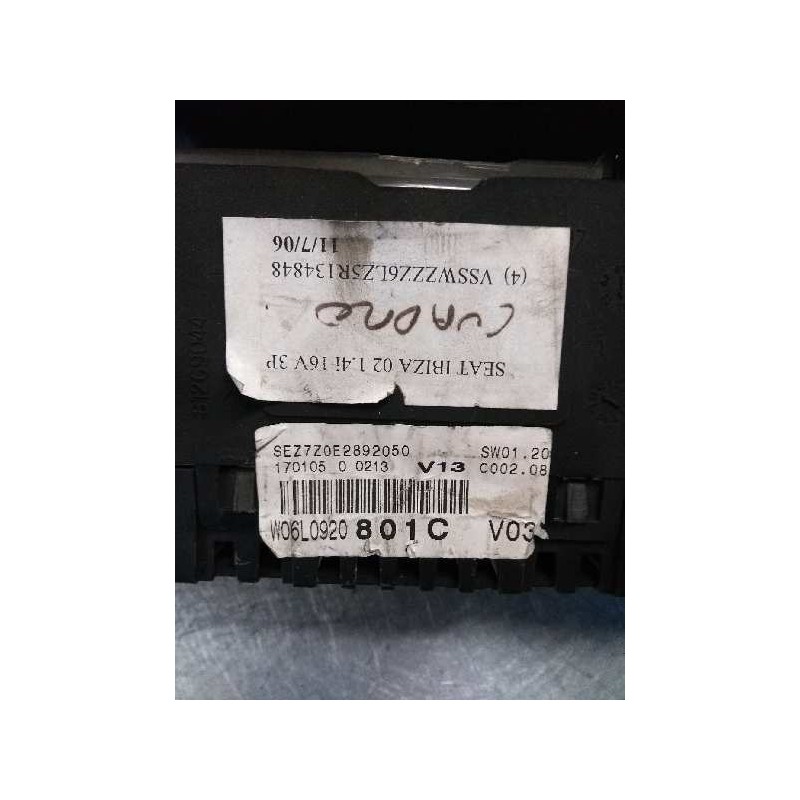 SEAT IRIZA 02 1.4i 16V 3P
CUADRO
(4) VSSWZZZ6LZ5R134848
11/7/06
SEZ7Z0E2892050 SW01.20
170105 0 0213 V13 C002.08
W06L0920 801C V03